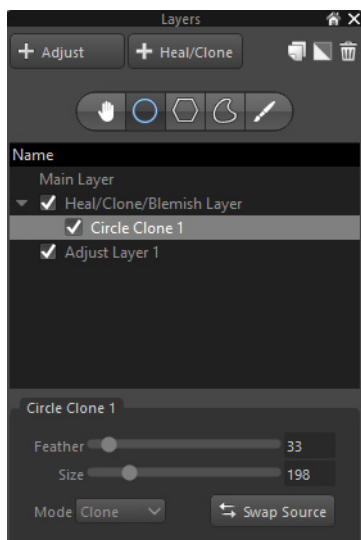 Layers
+ Adjust + Heal/Clone
Name
Main Layer
Heal/Clone/Blemish Layer
Circle Clone 1
Adjust Layer 1
Circle Clone 1
Feather 33
Size 198
Mode Clone Swap Source